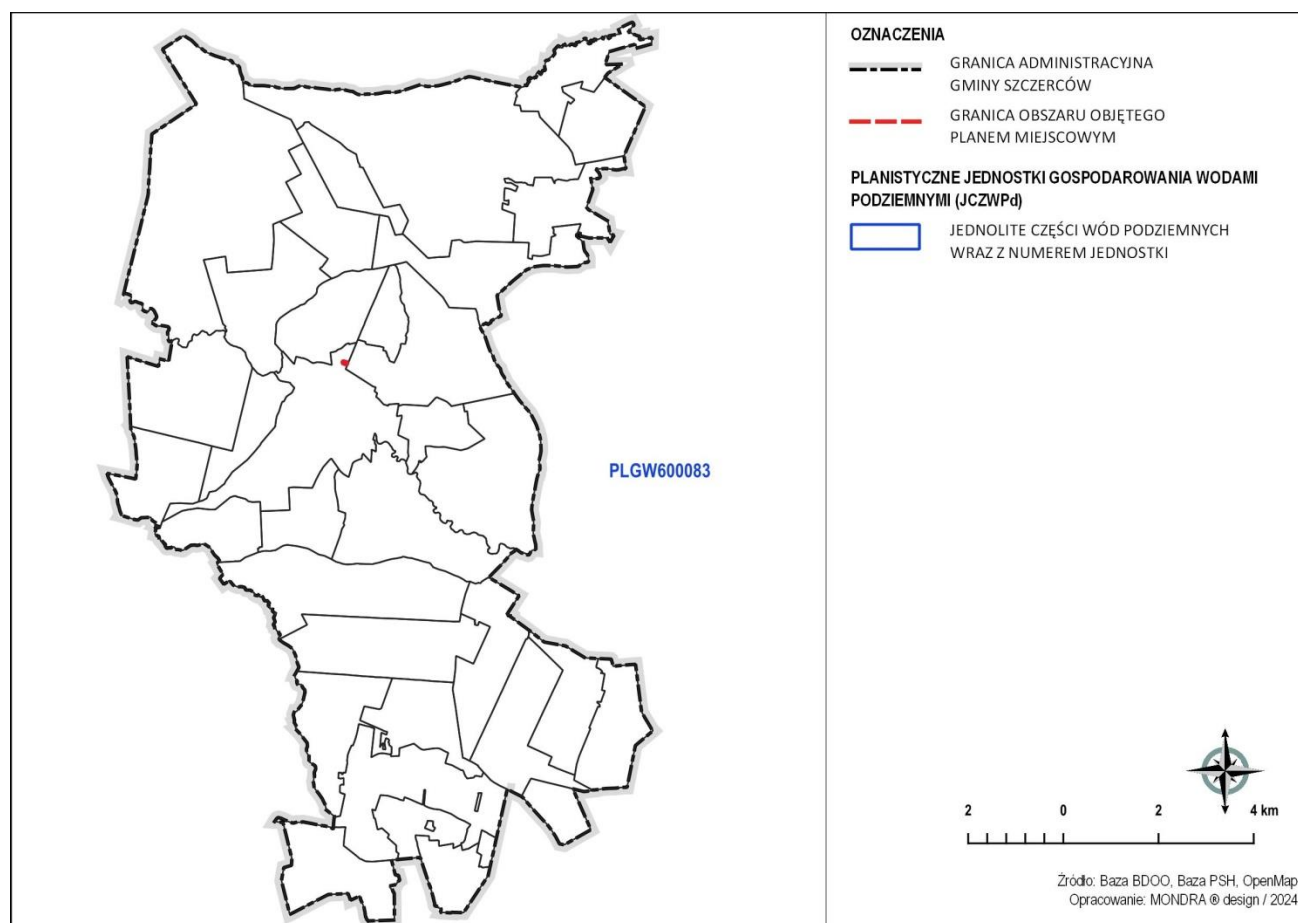 OZNACZENIA
GRANICA ADMINISTRACYJNA
GMINY SZCZERCÓW
GRANICA OBSZARU OBJĘTEGO
PLANEM MIEJSCOWYM
PLANISTYCZNE JEDNOSTKI GOSPODAROWANIA WODAMI
PODZIEMNYMI (JCZWPd)
JEDNOLITE CZĘŚCI WÓD PODZIEMNYCH
WRAZ Z NUMEREM JEDNOSTKI
PLGW600083
2 0 2 4 km
Źródło: Baza BDOO, Baza PSH, OpenMap
Opracowanie: MONDRA ® design / 2024